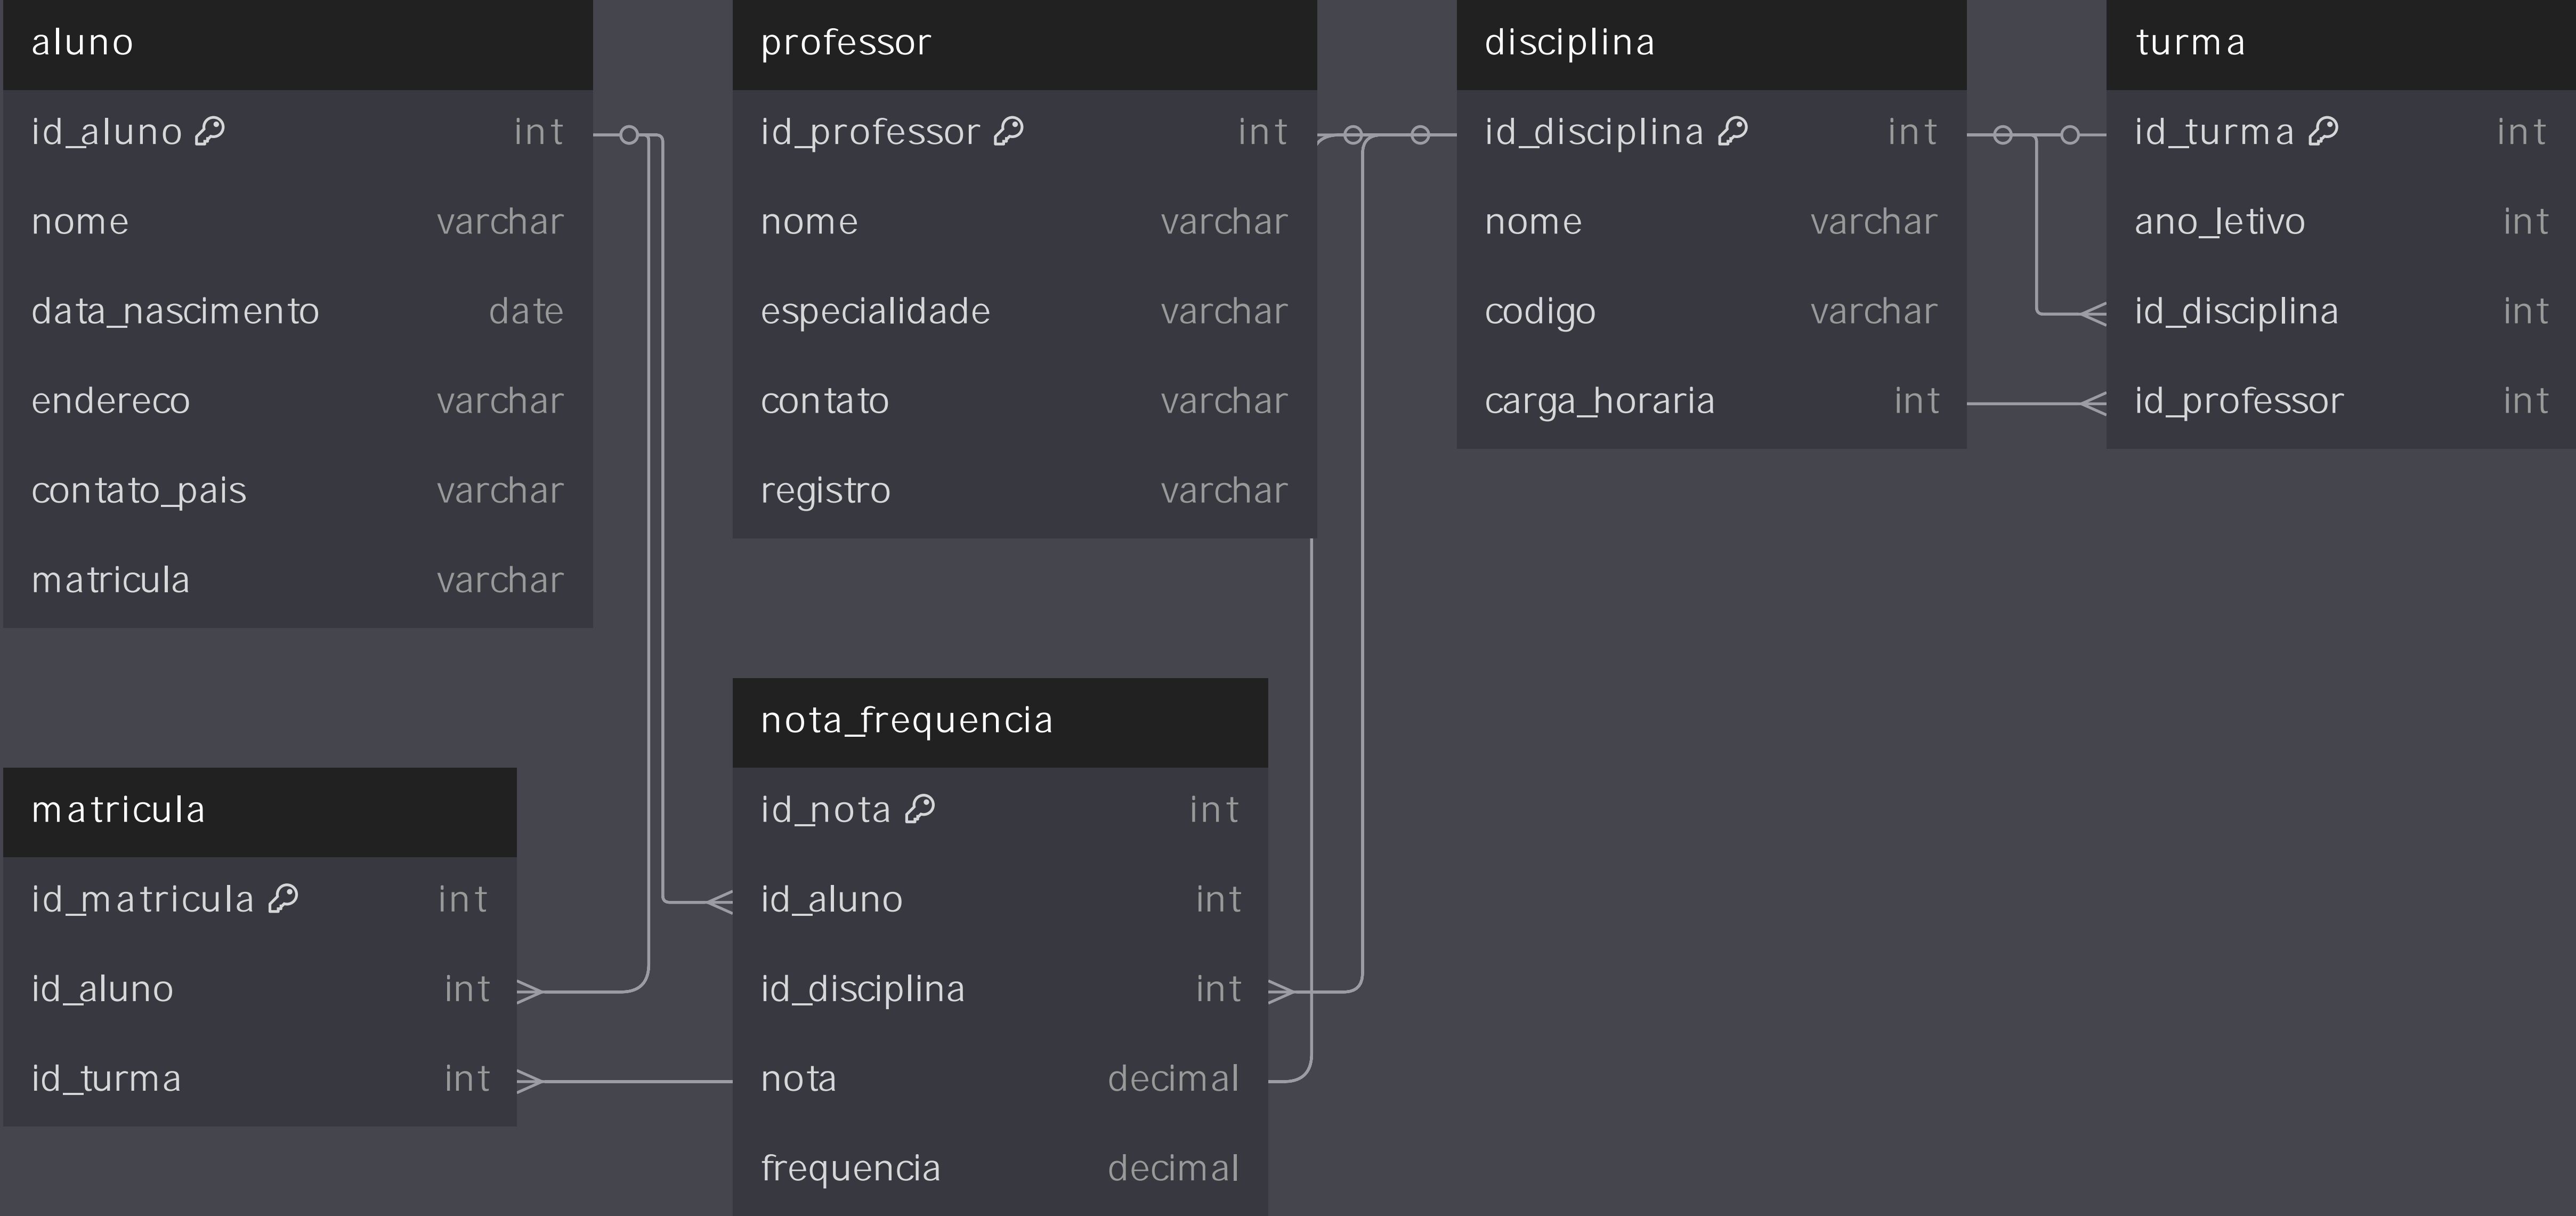 aluno
id_aluno int
nome varchar
data_nascimento date
endereco varchar
contato_pais varchar
matricula varchar
professor
id_professor int
nome varchar
especialidade varchar
contato varchar
registro varchar
disciplina
id_disciplina int
nome varchar
codigo varchar
carga_horaria int
turma
id_turma int
ano_letivo int
id_disciplina int
id_professor int
matricula
id_matricula int
id_aluno int
id_turma int
nota_frequencia
id_nota int
id_aluno int
id_disciplina int
nota decimal
frequencia decimal